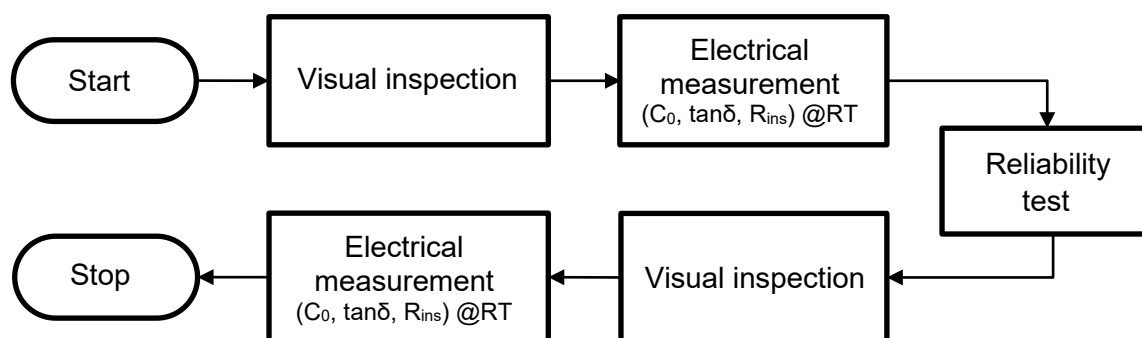 Start
Visual inspection
Electrical
measurement
(C₀, tanδ, Rᵢₙₛ) @RT
Reliability
test
Visual inspection
Electrical
measurement
(C₀, tanδ, Rᵢₙₛ) @RT
Stop